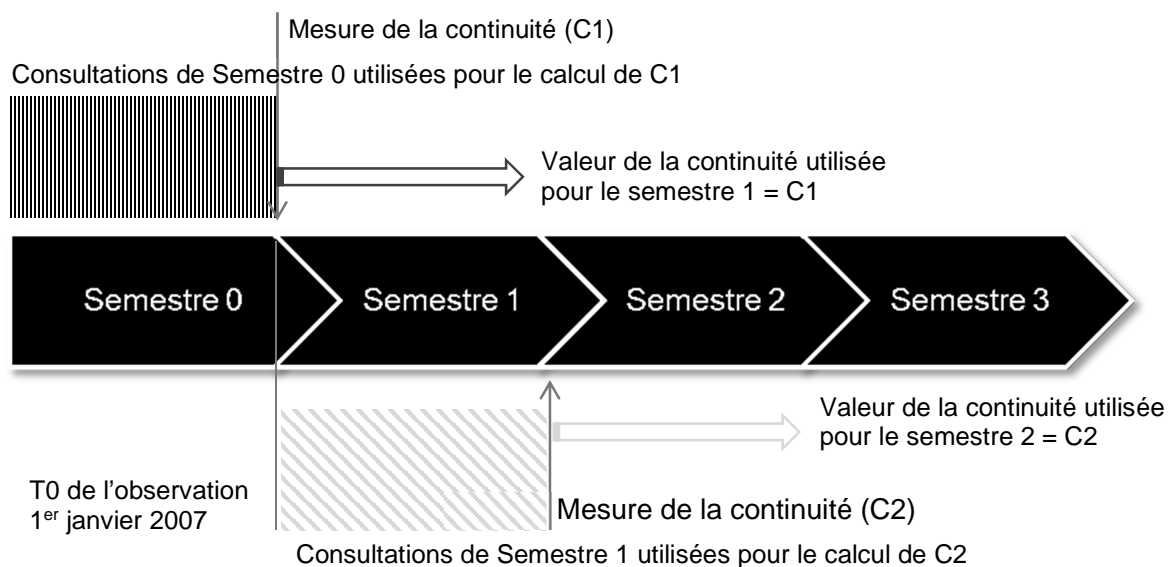 Mesure de la continuité (C1)
Consultations de Semestre 0 utilisées pour le calcul de C1
Valeur de la continuité utilisée
pour le semestre 1 = C1
Semestre 0
Semestre 1
Semestre 2
Semestre 3
Valeur de la continuité utilisée
pour le semestre 2 = C2
T0 de l’observation
1er janvier 2007
Mesure de la continuité (C2)
Consultations de Semestre 1 utilisées pour le calcul de C2